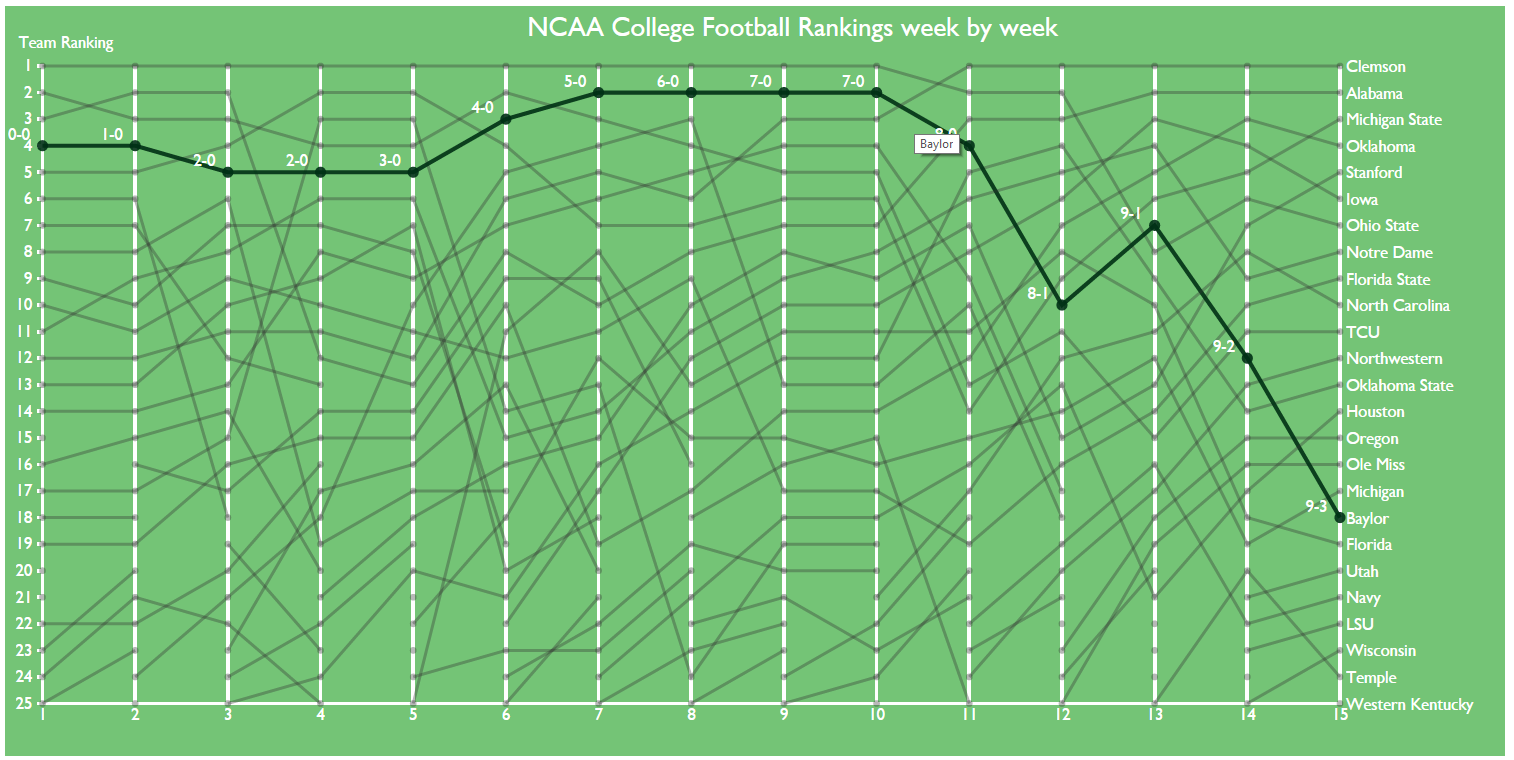 NCAA College Football Rankings week by week
Team Ranking
1
2
3
4
5
6
7
8
9
10
11
12
13
14
15
16
17
18
19
20
21
22
23
24
25
0-0
1-0
2-0
2-0
3-0
4-0
5-0
6-0
7-0
7-0
8-0
Baylor
8-1
9-1
9-2
9-3
Clemson
Alabama
Michigan State
Oklahoma
Stanford
Iowa
Ohio State
Notre Dame
Florida State
North Carolina
TCU
Northwestern
Oklahoma State
Houston
Oregon
Ole Miss
Michigan
Baylor
Florida
Utah
Navy
LSU
Wisconsin
Temple
Western Kentucky
1 2 3 4 5 6 7 8 9 10 11 12 13 14 15